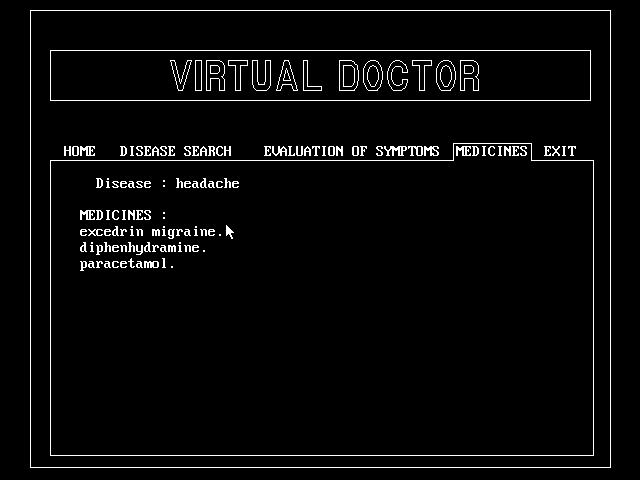 VIRTUAL DOCTOR
HOME DISEASE SEARCH EVALUATION OF SYMPTOMS MEDICINES EXIT
Disease : headache
MEDICINES :
excedrin migraine.
diphenhydramine.
paracetamol.